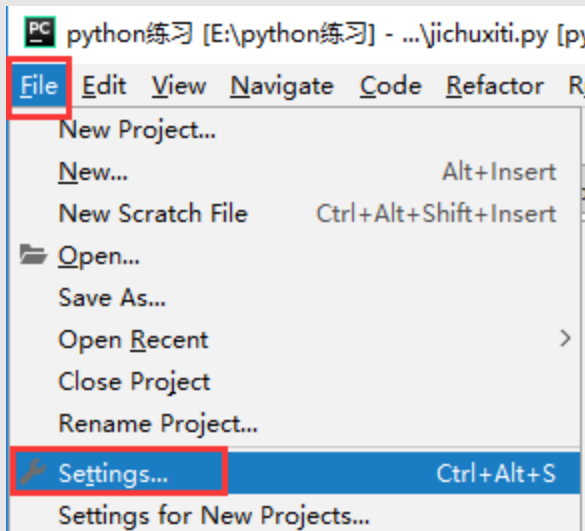 PC python练习 [E:\python练习] - ...\jichuxiti.py [py
File Edit View Navigate Code Refactor R
New Project...
New... Alt+Insert
New Scratch File Ctrl+Alt+Shift+Insert
Open...
Save As...
Open Recent
Close Project
Rename Project...
Settings... Ctrl+Alt+S
Settings for New Projects...